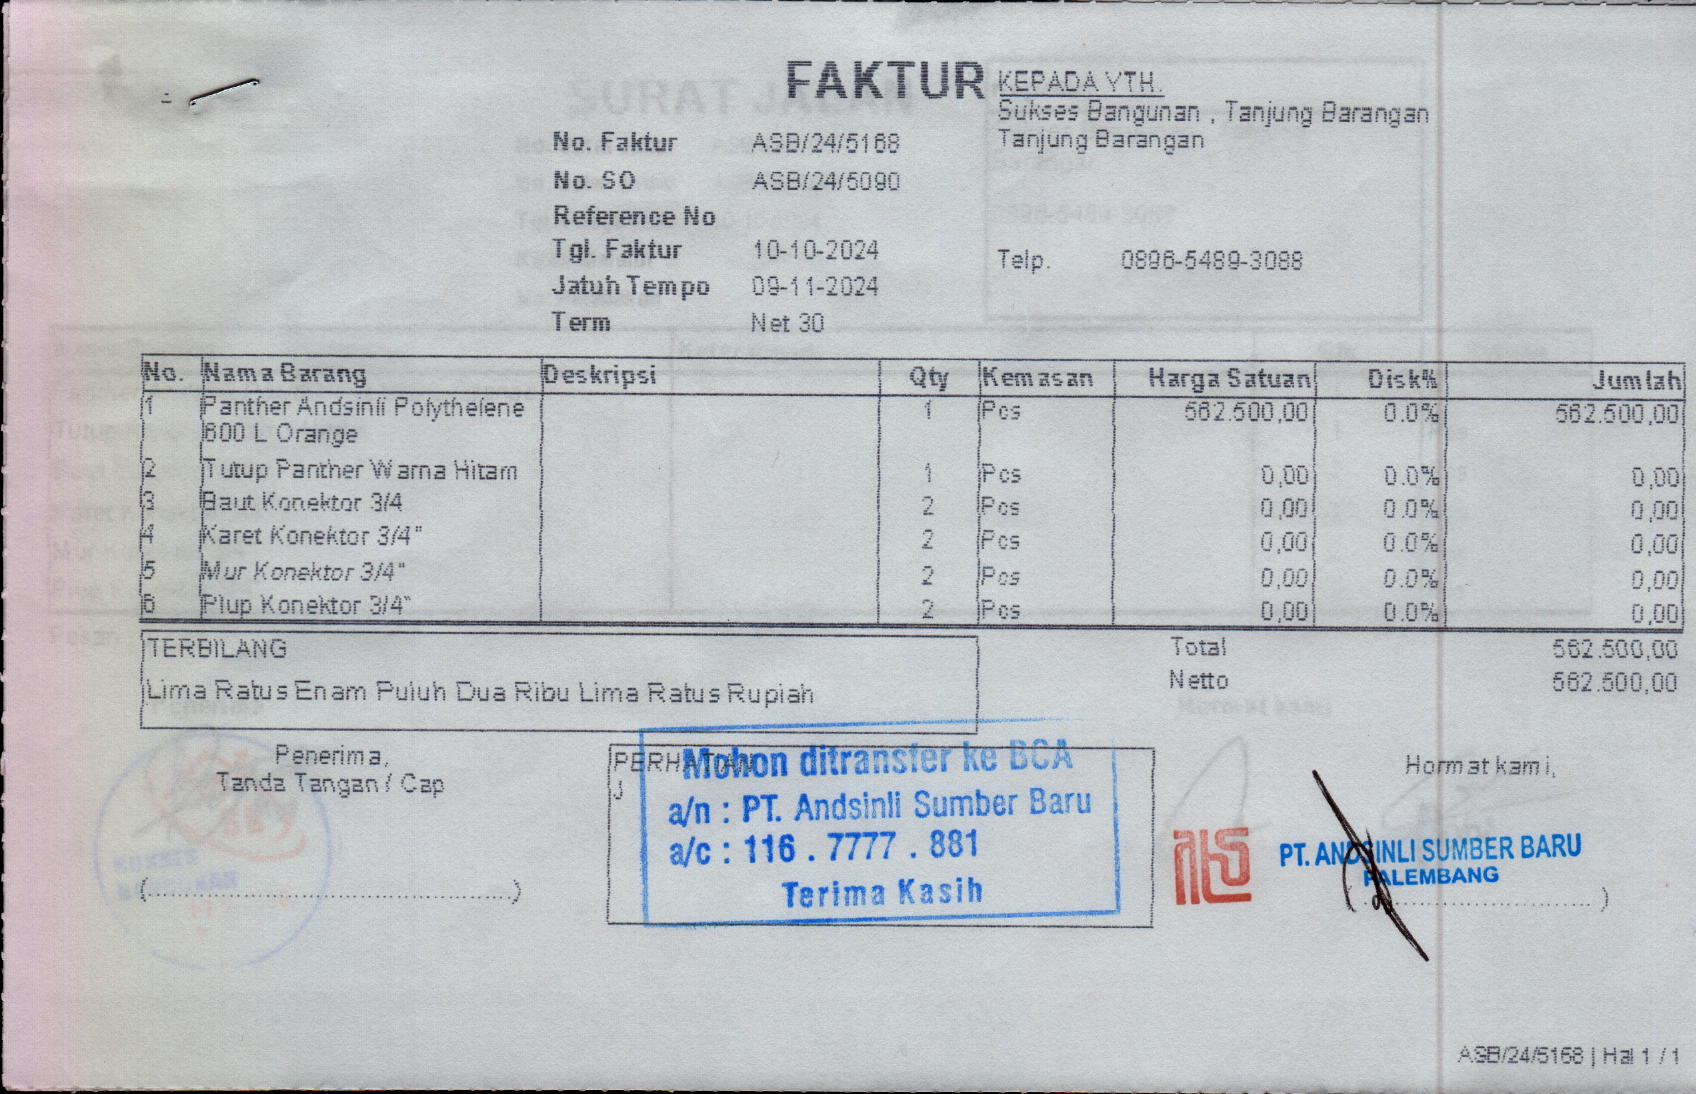 FAKTUR
KEPADA YTH.
Sukses Bangunan , Tanjung Barangan
Tanjung Barangan
No. Faktur ASB/24/5168
No. SO ASB/24/5090
Reference No
Tgl. Faktur 10-10-2024
Telp. 0896-5489-3088
Jatuh Tempo 09-11-2024
Term Net 30
No. Nama Barang Deskripsi Qty Kemasan Harga Satuan Disk% Jumlah
1 Panther Andsinli Polythelene 1 Pcs 562.500,00 0.0% 562.500,00
600 L Orange
2 Tutup Panther Warna Hitam 1 Pcs 0,00 0.0% 0,00
3 Baut Konektor 3/4 2 Pcs 0,00 0.0% 0,00
4 Karet Konektor 3/4" 2 Pcs 0,00 0.0% 0,00
5 Mur Konektor 3/4" 2 Pcs 0,00 0.0% 0,00
6 Plup Konektor 3/4" 2 Pcs 0,00 0.0% 0,00
TERBILANG
Lima Ratus Enam Puluh Dua Ribu Lima Ratus Rupiah
Total 562.500,00
Netto 562.500,00
Penerima,
Tanda Tangan / Cap
(..........................................)
PERHATIAN
J
Mohon ditransfer ke BCA
a/n : PT. Andsinli Sumber Baru
a/c : 116 . 7777 . 881
Terima Kasih
Hormat kami,
PT. ANDSINLI SUMBER BARU
PALEMBANG
(..............................)
ASB/24/5168 | Hal 1 / 1